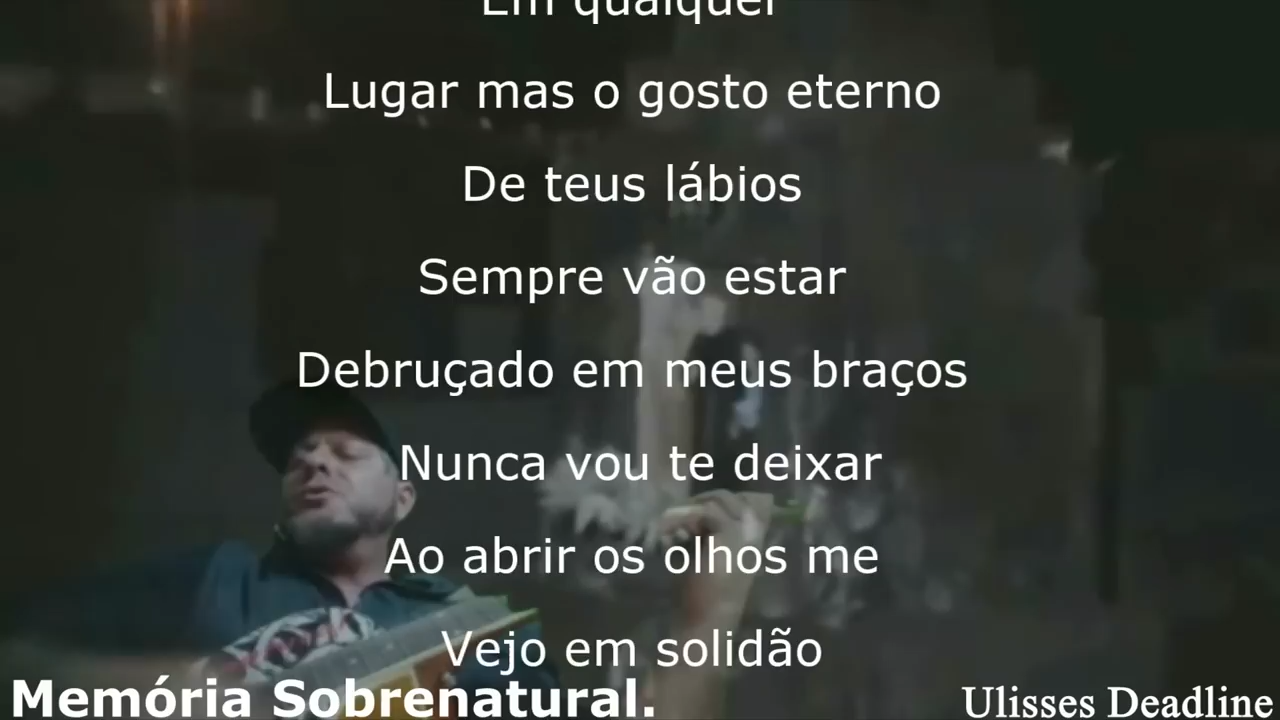 Em qualquer
Lugar mas o gosto eterno
De teus lábios
Sempre vão estar
Debruçado em meus braços
Nunca vou te deixar
Ao abrir os olhos me
Vejo em solidão
Memória Sobrenatural.
Ulisses Deadline